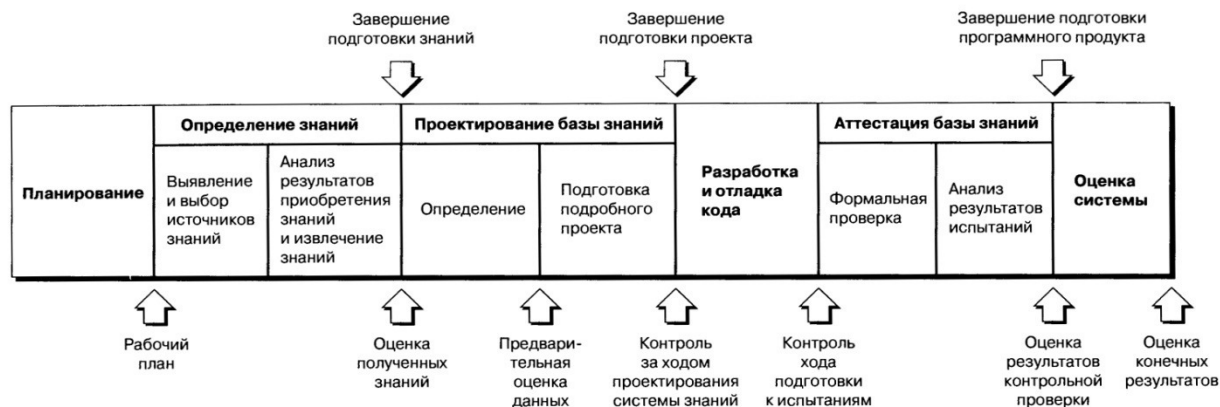 Завершение
подготовки знаний
Завершение
подготовки проекта
Завершение подготовки
программного продукта
Планирование
Определение знаний
Выявление
и выбор
источников
знаний
Анализ
результатов
приобретения
знаний
и извлечение
знаний
Проектирование базы знаний
Определение
Подготовка
подробного
проекта
Разработка
и отладка
кода
Аттестация базы знаний
Формальная
проверка
Анализ
результатов
испытаний
Оценка
системы
Рабочий
план
Оценка
полученных
знаний
Предвари-
тельная
оценка
данных
Контроль
за ходом
проектирования
системы знаний
Контроль
хода
подготовки
к испытаниям
Оценка
результатов
контрольной
проверки
Оценка
конечных
результатов